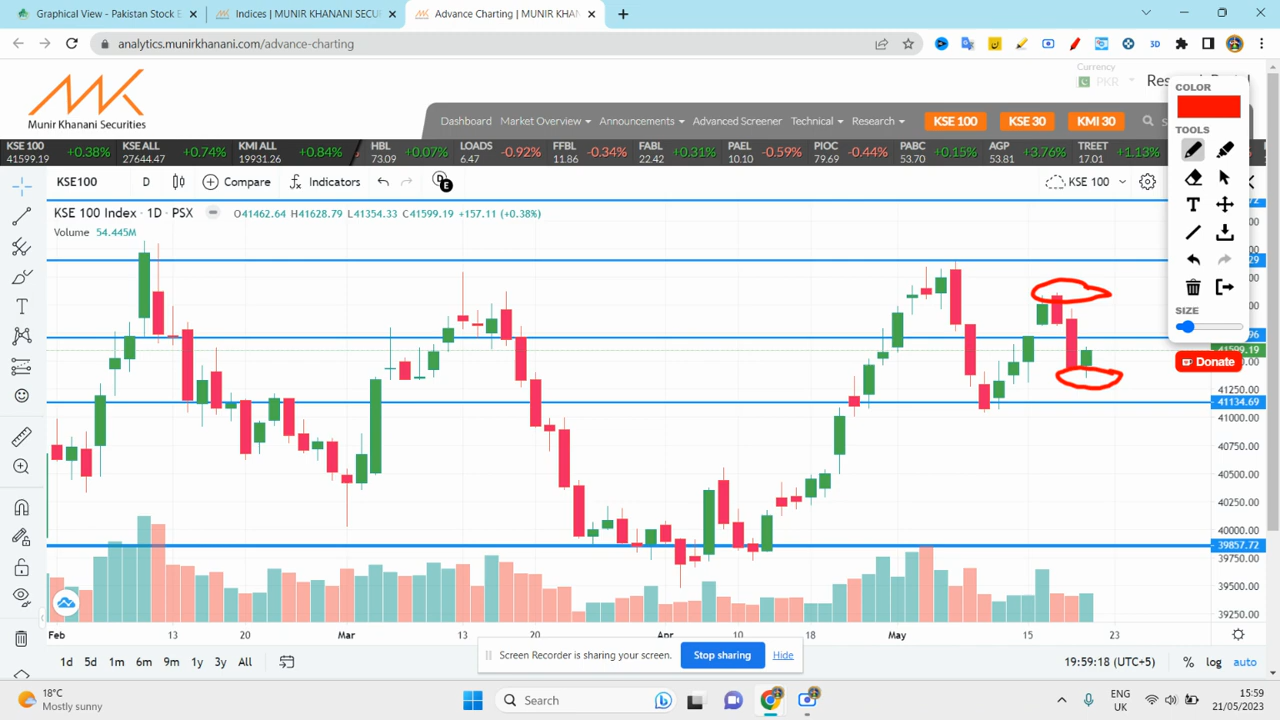 Graphical View - Pakistan Stock E
Indices | MUNIR KHANANI SECUR
Advance Charting | MUNIR KHAN
analytics.munirkhanani.com/advance-charting
Currency
PKR
Munir Khanani Securities
Dashboard Market Overview Announcements Advanced Screener Technical Research KSE 100 KSE 30 KMI 30
KSE 100 41599.19 +0.38%
KSE ALL 27644.47 +0.74%
KMI ALL 19931.26 +0.84%
HBL 73.09 +0.07%
LOADS 6.47 -0.92%
FFBL 11.86 -0.34%
FABL 22.42 +0.31%
PAEL 10.10 -0.59%
PIOC 79.69 -0.44%
PABC 53.70 +0.15%
AGP 53.81 +3.76%
TREET 17.01 +1.13%
KSE100 D Compare Indicators KSE 100
KSE 100 Index · 1D · PSX O41462.64 H41628.79 L41354.33 C41599.19 +157.11 (+0.38%)
Volume 54.445M
COLOR
TOOLS
T
SIZE
Donate
41599.19
41250.00
41134.69
41000.00
40750.00
40500.00
40250.00
40000.00
39857.72
39750.00
39500.00
39250.00
Feb 13 20 Mar 13 20 Apr 10 18 May 15 23
1d 5d 1m 6m 9m 1y 3y All
Screen Recorder is sharing your screen. Stop sharing Hide
19:59:18 (UTC+5) % log auto
18°C
Mostly sunny
Search
ENG
UK
15:59
21/05/2023